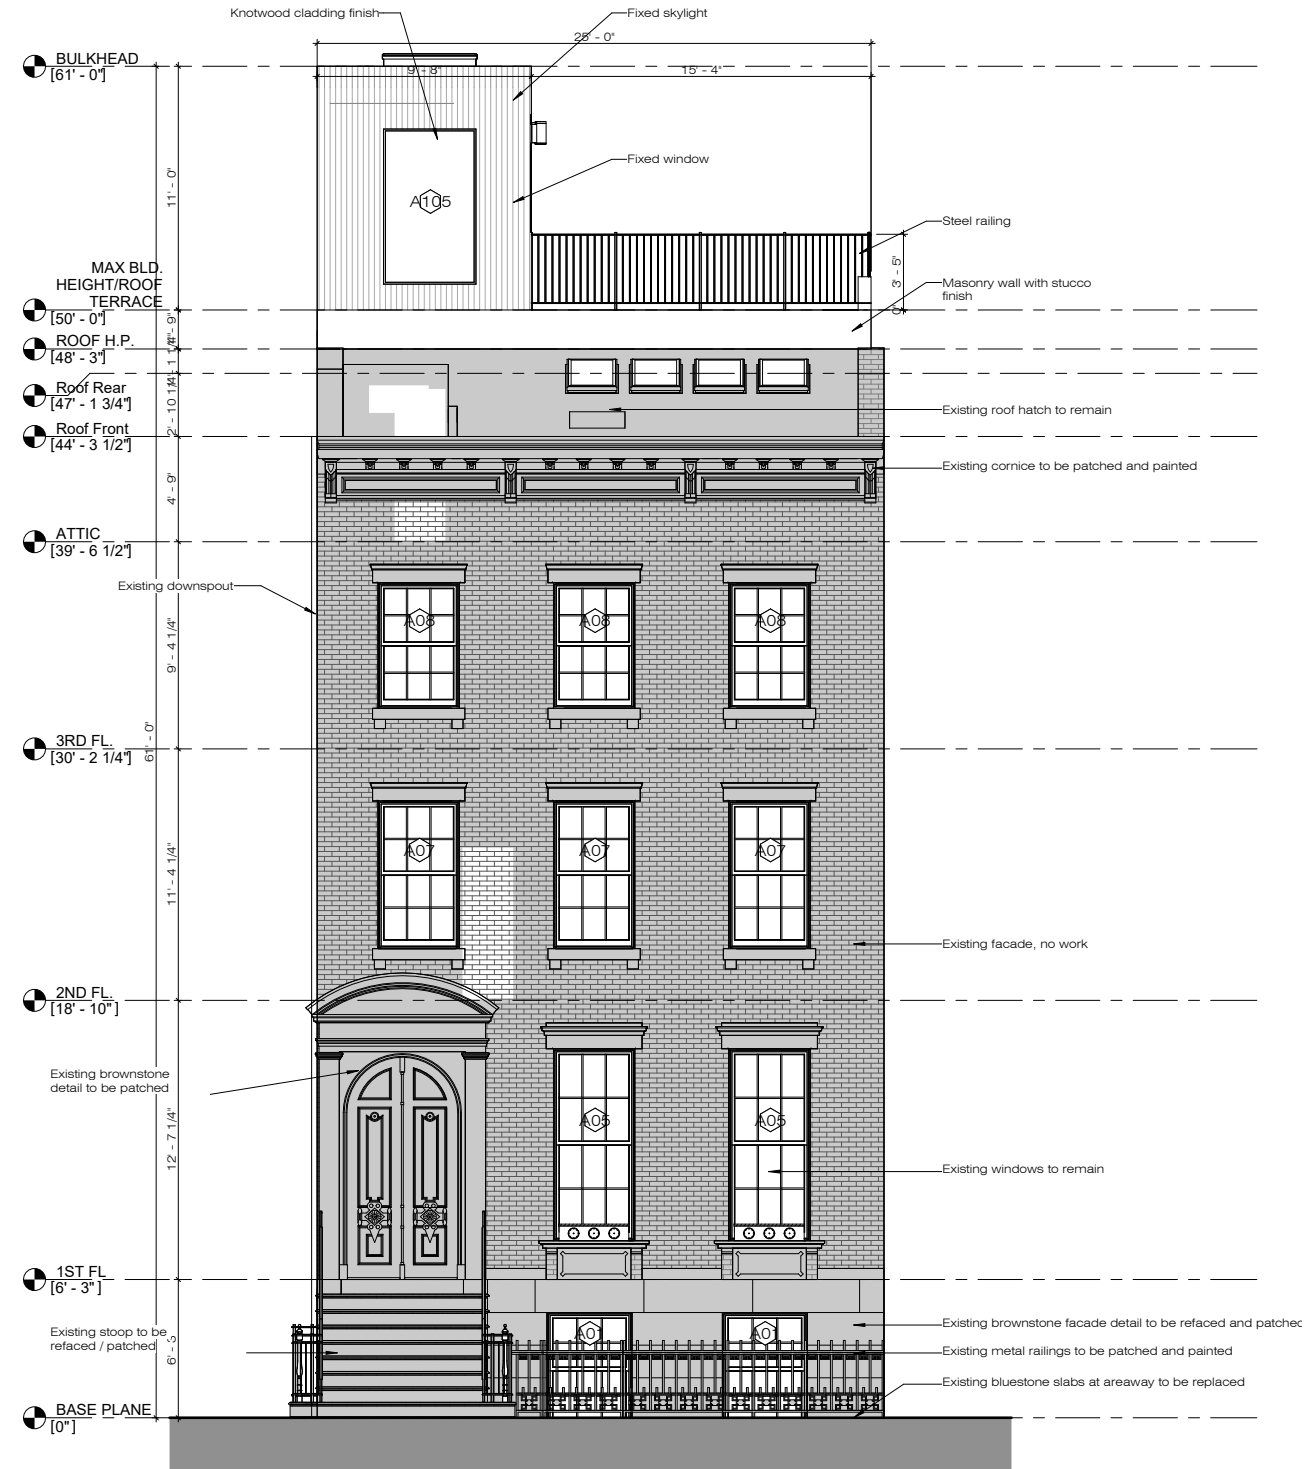 Knotwood cladding finish
Fixed skylight
25' - 0"
BULKHEAD
[61' - 0"]
9' - 8"
15' - 4"
Fixed window
11' - 0"
A105
Steel railing
3' - 5"
MAX BLD.
HEIGHT/ROOF
TERRACE
[50' - 0"]
Masonry wall with stucco
finish
ROOF H.P.
[48' - 3"]
Roof Rear
[47' - 1 3/4"]
Existing roof hatch to remain
Roof Front
[44' - 3 1/2"]
Existing cornice to be patched and painted
4' - 9"
ATTIC
[39' - 6 1/2"]
Existing downspout
A08
A08
A08
9' - 4 1/4"
3RD FL.
[30' - 2 1/4"]
61' - 0"
A07
A07
A07
11' - 4 1/4"
Existing facade, no work
2ND FL.
[18' - 10"]
Existing brownstone
detail to be patched
A05
A05
12' - 7 1/4"
Existing windows to remain
1ST FL
[6' - 3"]
Existing stoop to be
refaced / patched
A01
A01
Existing brownstone facade detail to be refaced and patched
Existing metal railings to be patched and painted
Existing bluestone slabs at areaway to be replaced
BASE PLANE
[0"]